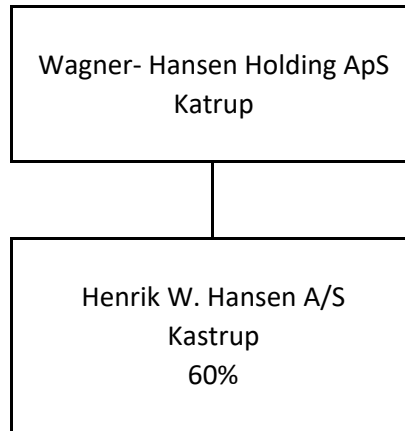 Wagner- Hansen Holding ApS
Katrup
Henrik W. Hansen A/S
Kastrup
60%